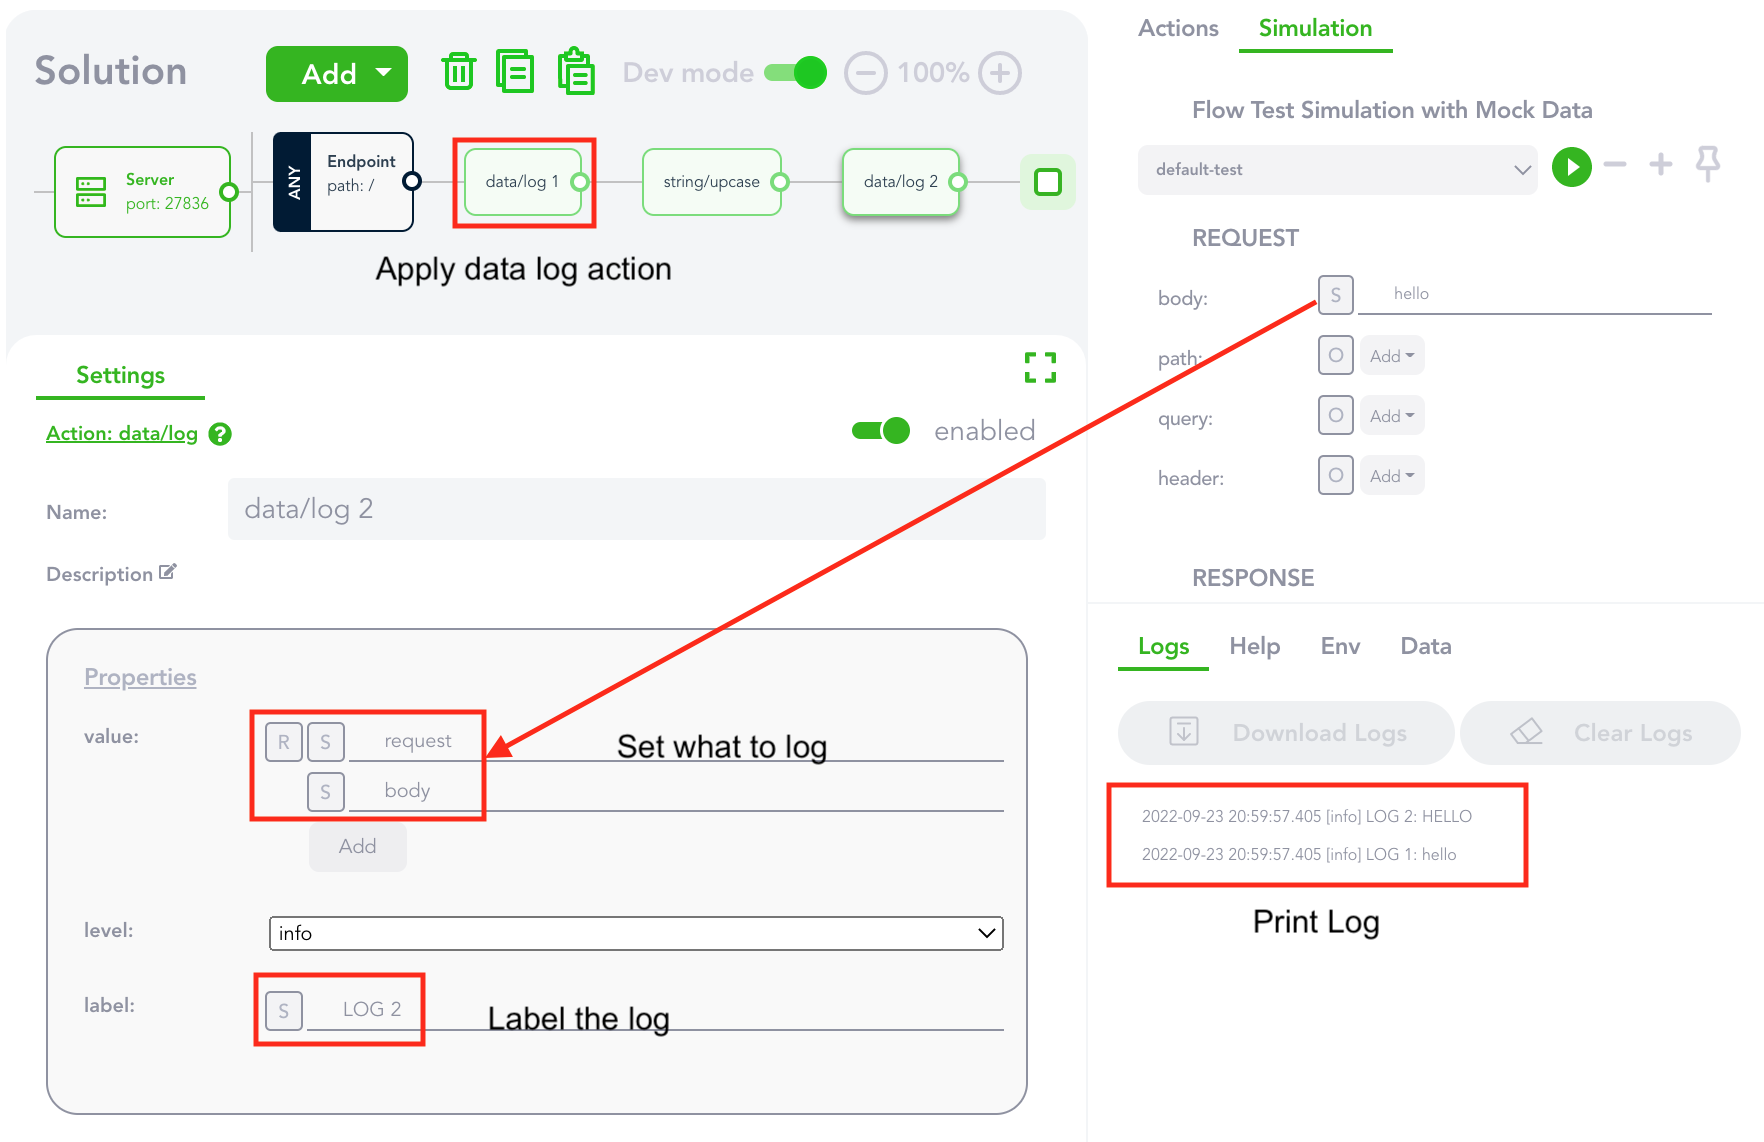 Solution
Add
Dev mode
100%
Server
port: 27836
ANY
Endpoint
path: /
data/log 1
string/upcase
data/log 2
Apply data log action
Settings
Action: data/log ?
enabled
Name:
data/log 2
Description
Properties
value:
R S request
S body
Set what to log
Add
level:
info
label:
S LOG 2
Label the log
Actions Simulation
Flow Test Simulation with Mock Data
default-test
REQUEST
body: S hello
path: O Add
query: O Add
header: O Add
RESPONSE
Logs Help Env Data
Download Logs Clear Logs
2022-09-23 20:59:57.405 [info] LOG 2: HELLO
2022-09-23 20:59:57.405 [info] LOG 1: hello
Print Log